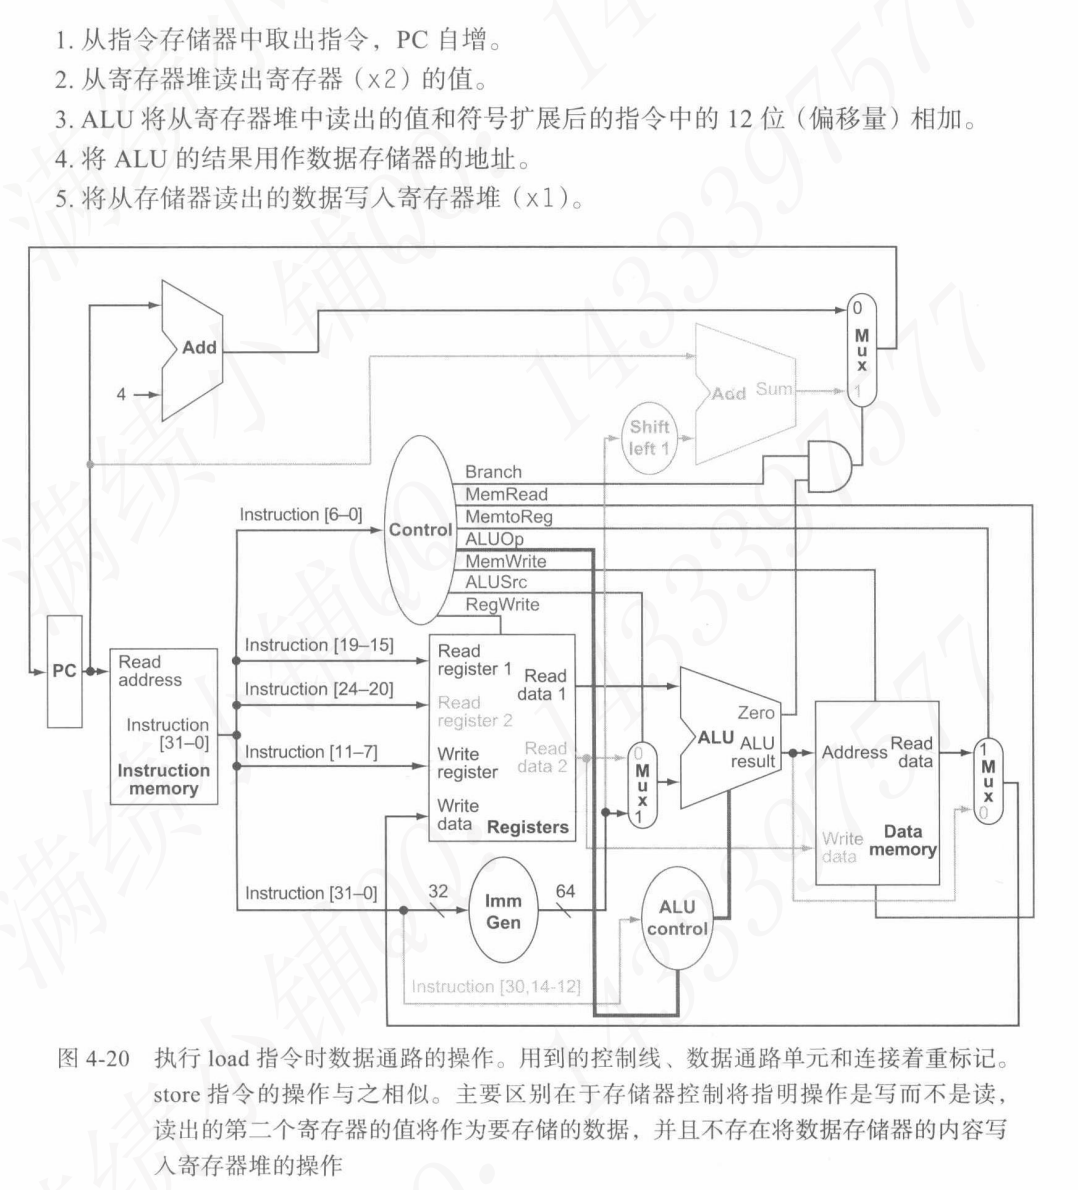 1. 从指令存储器中取出指令，PC 自增。
2. 从寄存器堆读出寄存器（x2）的值。
3. ALU 将从寄存器堆中读出的值和符号扩展后的指令中的 12 位（偏移量）相加。
4. 将 ALU 的结果用作数据存储器的地址。
5. 将从存储器读出的数据写入寄存器堆（x1）。
Add
4
0
Mux
1
Add Sum
Shift left 1
Branch
MemRead
MemtoReg
ALUOp
MemWrite
ALUSrc
RegWrite
Instruction [6–0]
Control
PC
Read address
Instruction [31–0]
Instruction memory
Instruction [19–15]
Instruction [24–20]
Instruction [11–7]
Read register 1
Read data 1
Read register 2
Write register
Read data 2
Write data
Registers
0
Mux
1
Zero
ALU
ALU result
Address
Read data
Write data
Data memory
1
Mux
0
Instruction [31–0]
32
Imm Gen
64
ALU control
Instruction [30,14-12]
图 4-20 执行 load 指令时数据通路的操作。用到的控制线、数据通路单元和连接着重标记。
store 指令的操作与之相似。主要区别在于存储器控制将指明操作是写而不是读，
读出的第二个寄存器的值将作为要存储的数据，并且不存在将数据存储器的内容写
入寄存器堆的操作
满绩小铺QQ: 1433397577